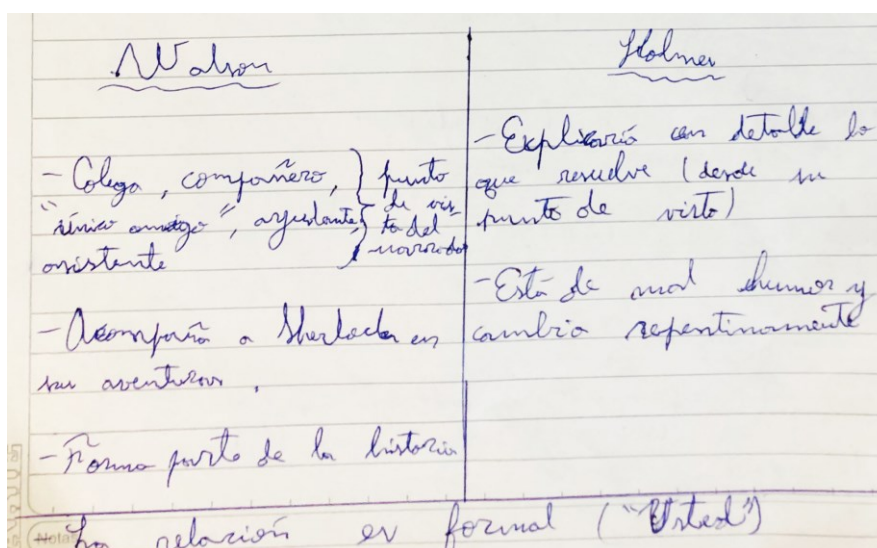 Watson
- Colega, compañero,
"único amigo", ayudante,
asistente
} punto
de vis-
ta del
narrador
- Acompaña a Sherlock en
sus aventuras.
- Forma parte de la historia
Holmes
- Explicaría con detalle lo
que resuelve (desde su
punto de vista)
- Está de mal humor y
cambia repentinamente
Notas
La relación es formal ("Usted")